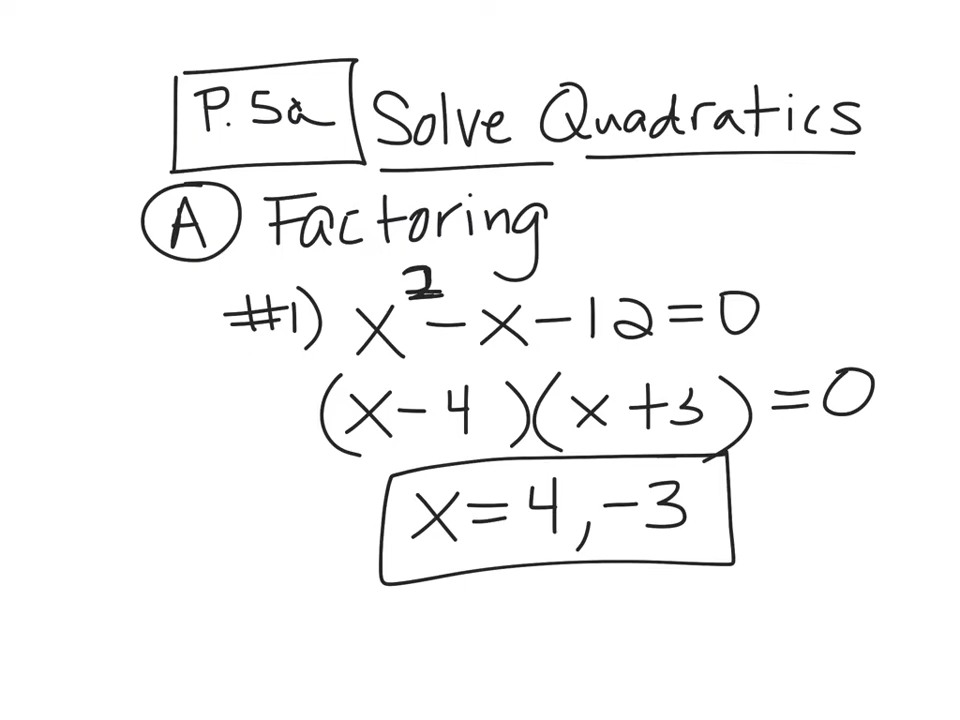 P.5a Solve Quadratics
A Factoring
#1) x² - x - 12 = 0
(x - 4)(x + 3) = 0
x = 4, -3